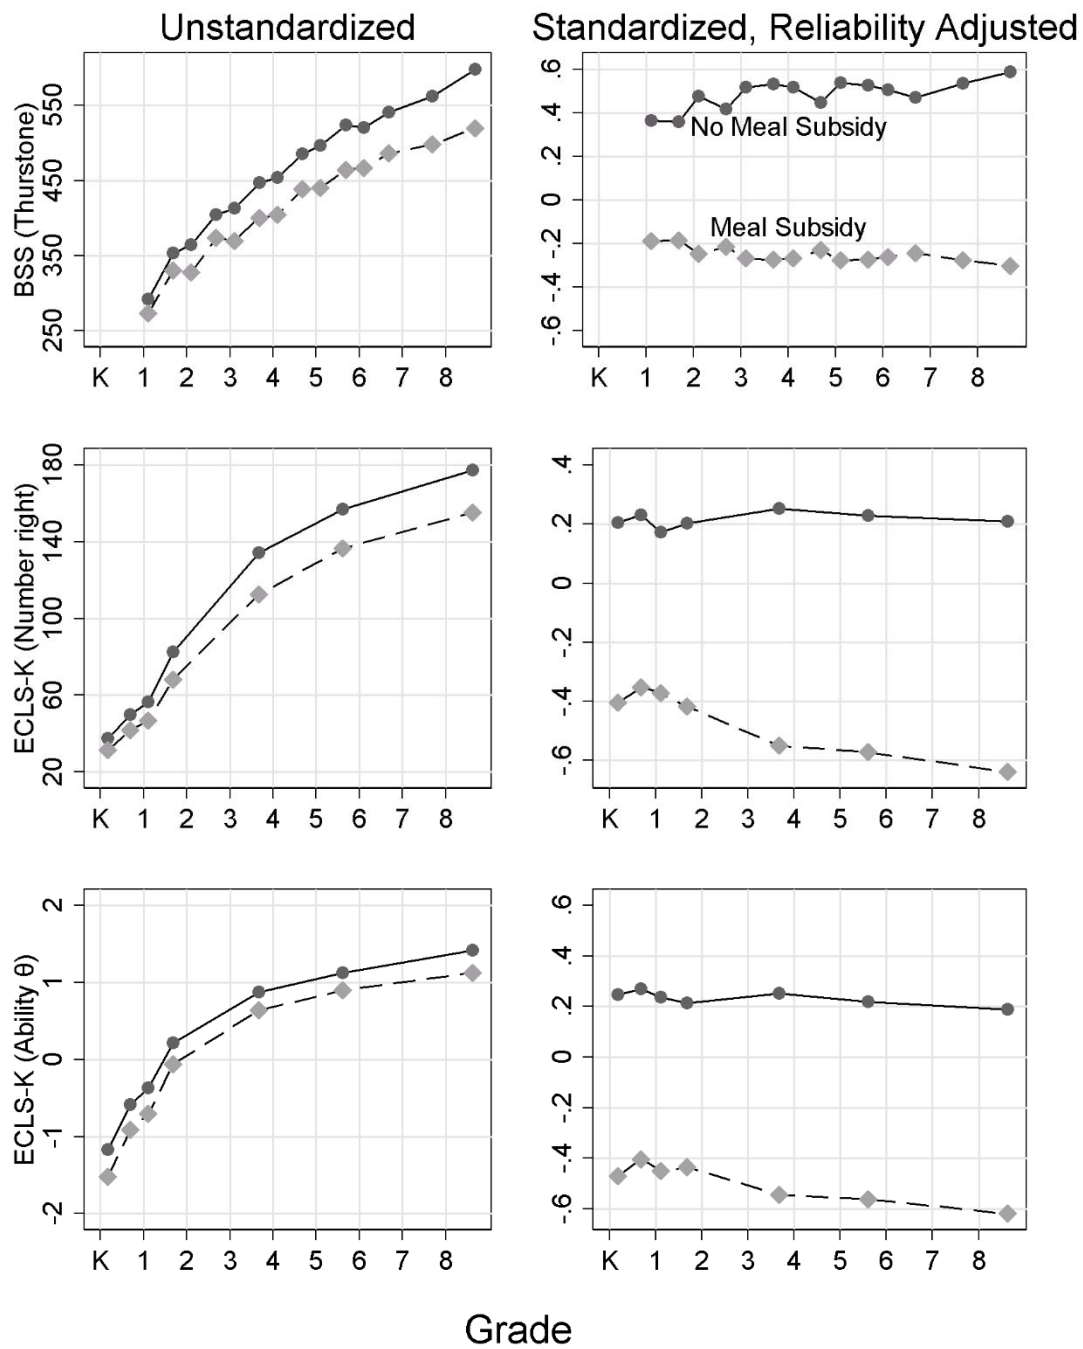 Unstandardized
Standardized, Reliability Adjusted
BSS (Thurstone)
550
450
350
250
K 1 2 3 4 5 6 7 8
.6
.4
.2
0
-.2
-.4
-.6
No Meal Subsidy
Meal Subsidy
K 1 2 3 4 5 6 7 8
ECLS-K (Number right)
180
140
100
60
20
K 1 2 3 4 5 6 7 8
.4
.2
0
-.2
-.4
-.6
K 1 2 3 4 5 6 7 8
ECLS-K (Ability θ)
2
1
0
-1
-2
K 1 2 3 4 5 6 7 8
.6
.4
.2
0
-.2
-.4
-.6
K 1 2 3 4 5 6 7 8
Grade